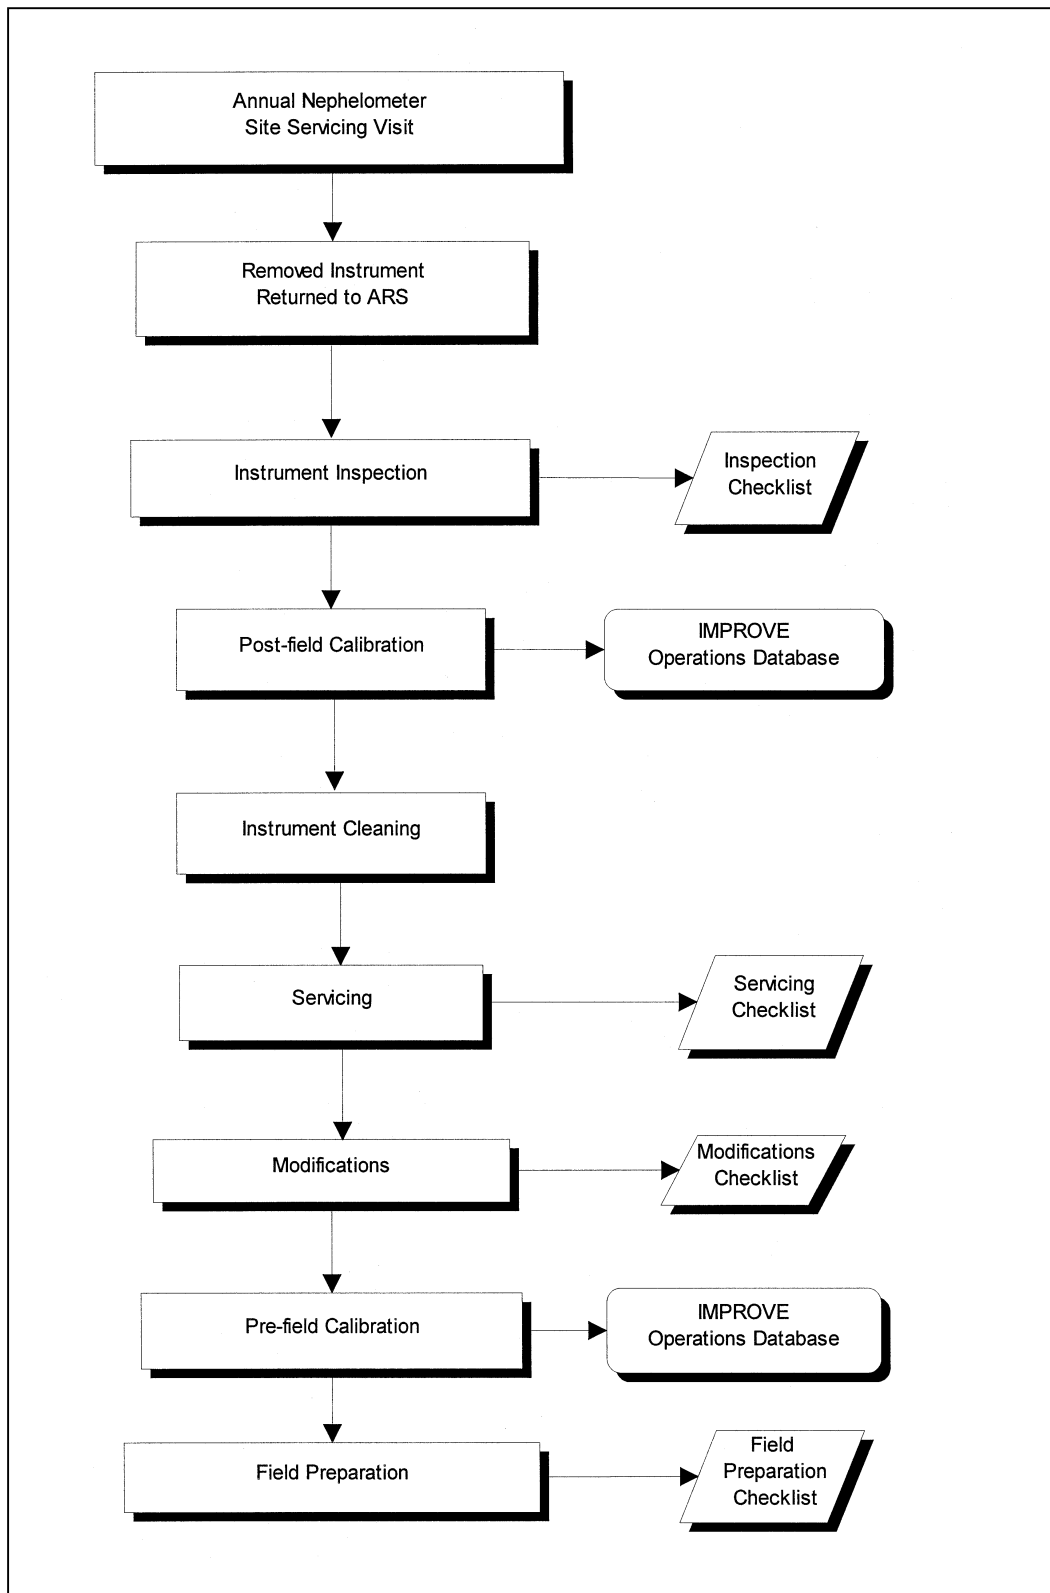 Annual Nephelometer
Site Servicing Visit
Removed Instrument
Returned to ARS
Instrument Inspection
Inspection
Checklist
Post-field Calibration
IMPROVE
Operations Database
Instrument Cleaning
Servicing
Servicing
Checklist
Modifications
Modifications
Checklist
Pre-field Calibration
IMPROVE
Operations Database
Field Preparation
Field
Preparation
Checklist